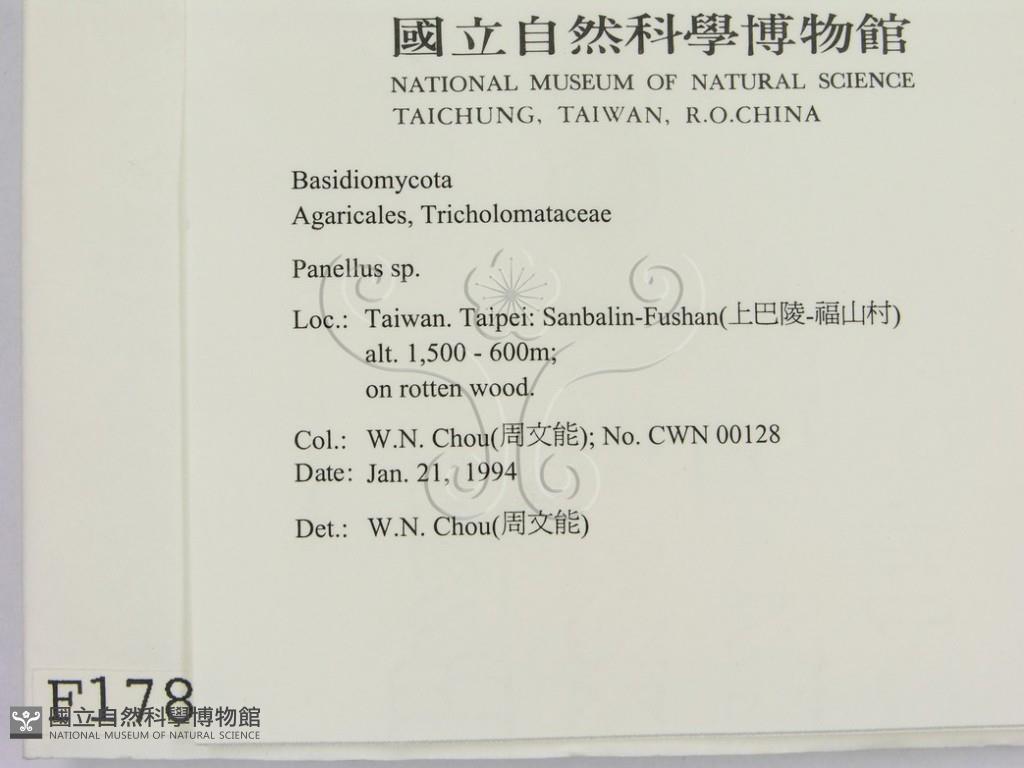 國立自然科學博物館
NATIONAL MUSEUM OF NATURAL SCIENCE
TAICHUNG, TAIWAN, R.O.CHINA
Basidiomycota
Agaricales, Tricholomataceae
Panellus sp.
Loc.: Taiwan. Taipei: Sanbalin-Fushan(上巴陵-福山村)
alt. 1,500 - 600m;
on rotten wood.
Col.: W.N. Chou(周文能); No. CWN 00128
Date: Jan. 21, 1994
Det.: W.N. Chou(周文能)
F178
國立自然科學博物館
NATIONAL MUSEUM OF NATURAL SCIENCE